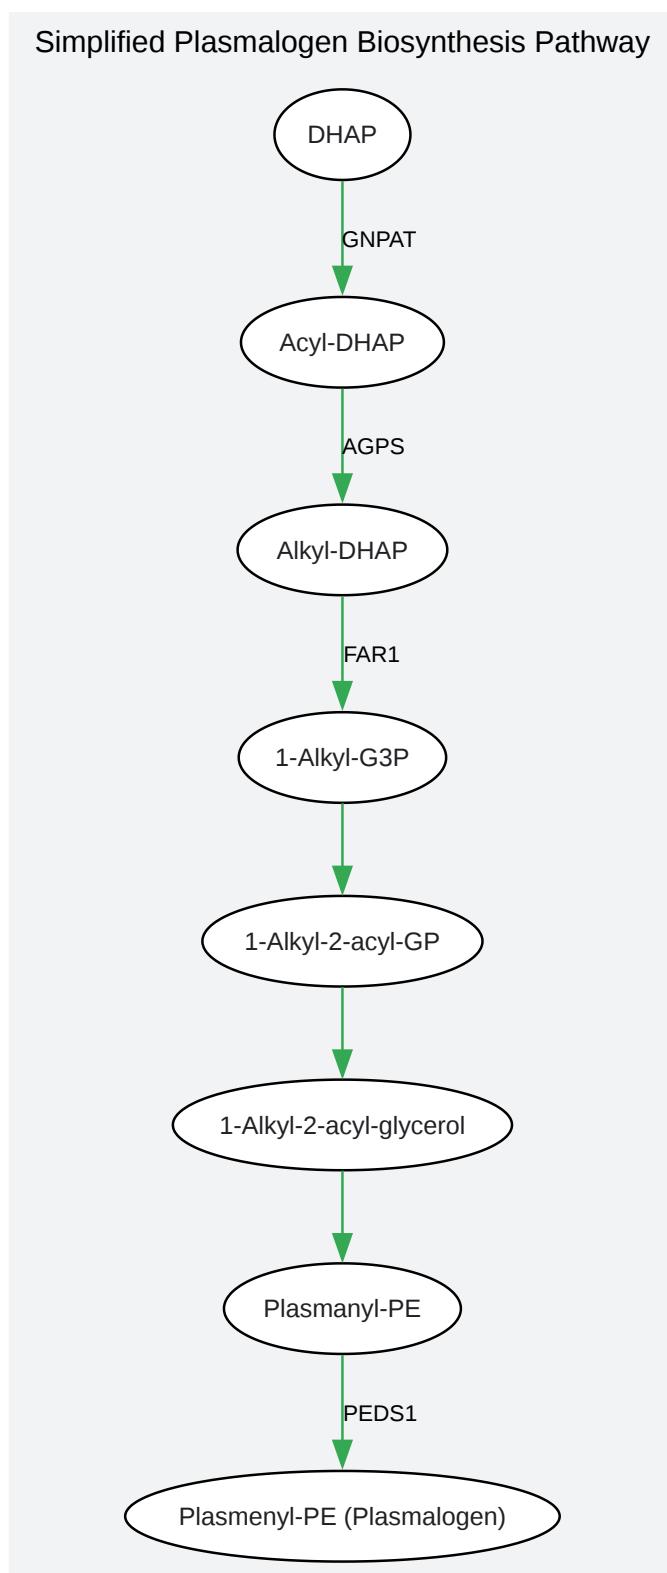 Simplified Plasmalogen Biosynthesis Pathway
DHAP
GNPAT
Acyl-DHAP
AGPS
Alkyl-DHAP
FAR1
1-Alkyl-G3P
1-Alkyl-2-acyl-GP
1-Alkyl-2-acyl-glycerol
Plasmanyl-PE
PEDS1
Plasmenyl-PE (Plasmalogen)